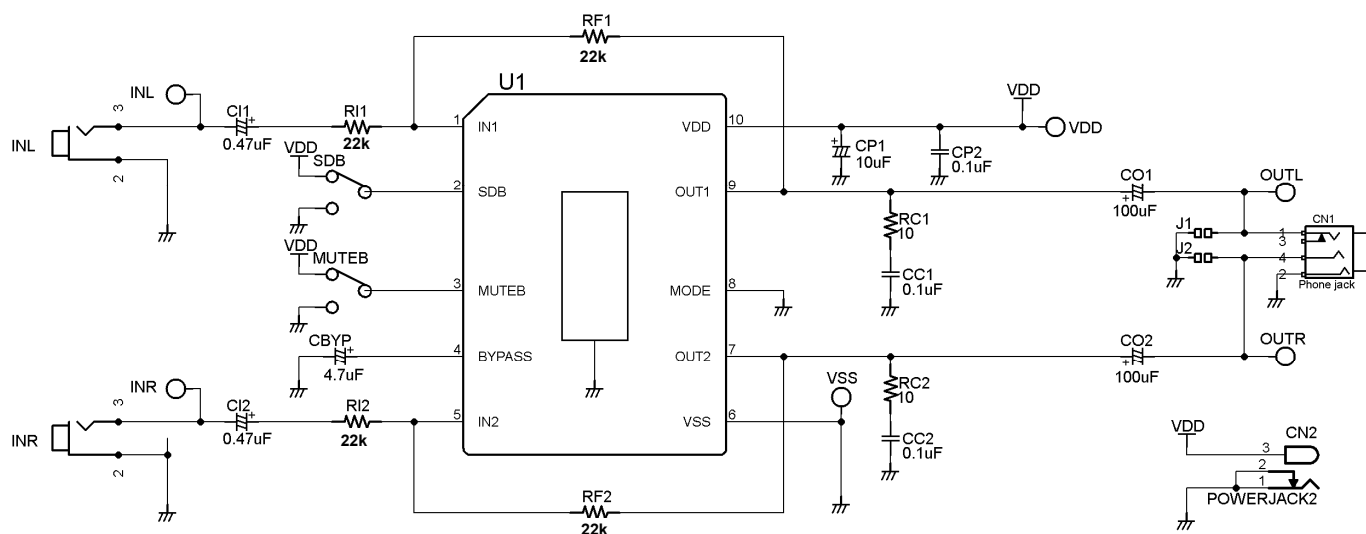 RF1
22k
U1
INL
CI1
+
0.47uF
RI1
22k
3
2
INL
1
IN1
VDD
10
VDD
VDD
+
CP1
10uF
CP2
0.1uF
VDD
SDB
2
SDB
OUT1
9
CO1
+
100uF
OUTL
RC1
10
CC1
0.1uF
J1
J2
CN1
1
3
4
2
Phone jack
VDD
MUTEB
3
MUTEB
MODE
8
CBYP
+
4.7uF
4
BYPASS
OUT2
7
CO2
+
100uF
OUTR
VSS
RC2
10
CC2
0.1uF
INR
CI2
+
0.47uF
RI2
22k
3
2
INR
5
IN2
VSS
6
VDD
CN2
3
2
1
POWERJACK2
RF2
22k